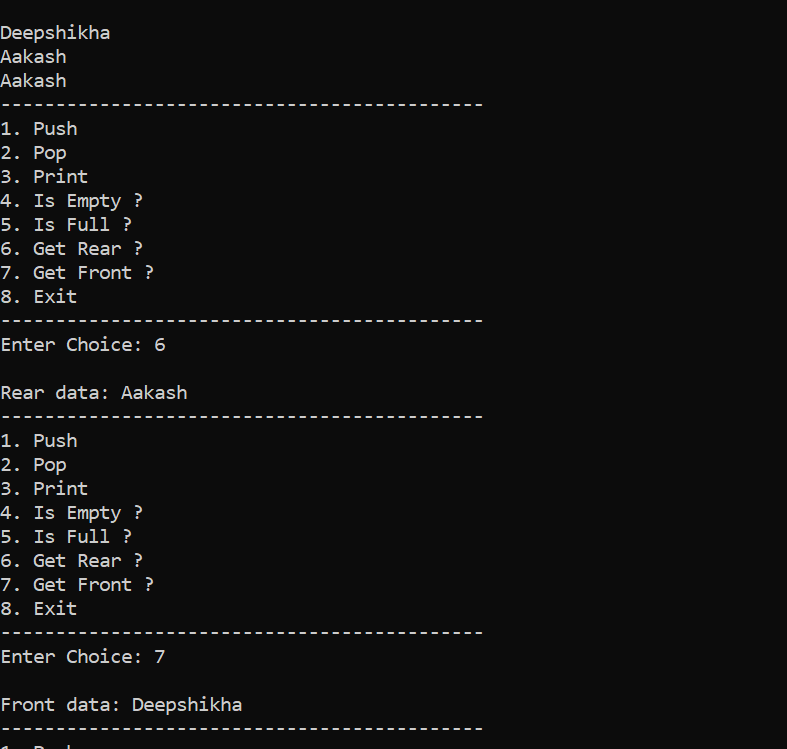 Deepshikha
Aakash
Aakash
--------------------------------------------
1. Push
2. Pop
3. Print
4. Is Empty ?
5. Is Full ?
6. Get Rear ?
7. Get Front ?
8. Exit
--------------------------------------------
Enter Choice: 6
Rear data: Aakash
--------------------------------------------
1. Push
2. Pop
3. Print
4. Is Empty ?
5. Is Full ?
6. Get Rear ?
7. Get Front ?
8. Exit
--------------------------------------------
Enter Choice: 7
Front data: Deepshikha
--------------------------------------------